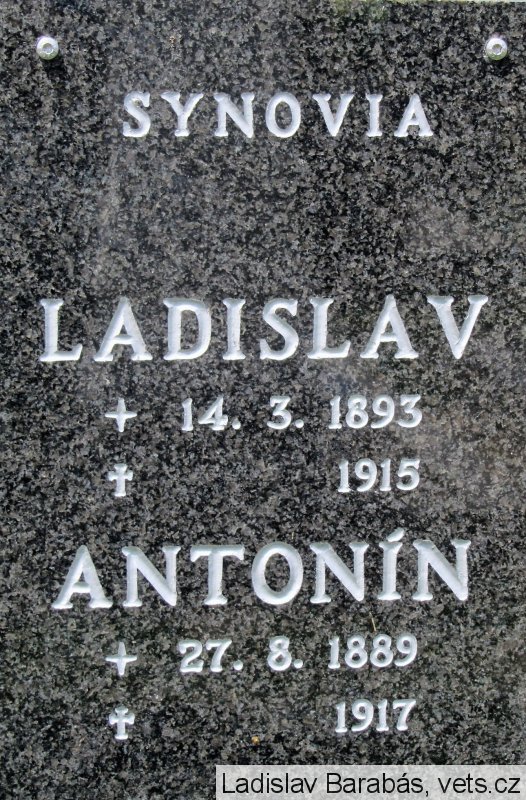 SYNOVIA
LADISLAV
+ 14. 3. 1893
✝ 1915
ANTONÍN
+ 27. 8. 1889
✝ 1917
Ladislav Barabás, vets.cz